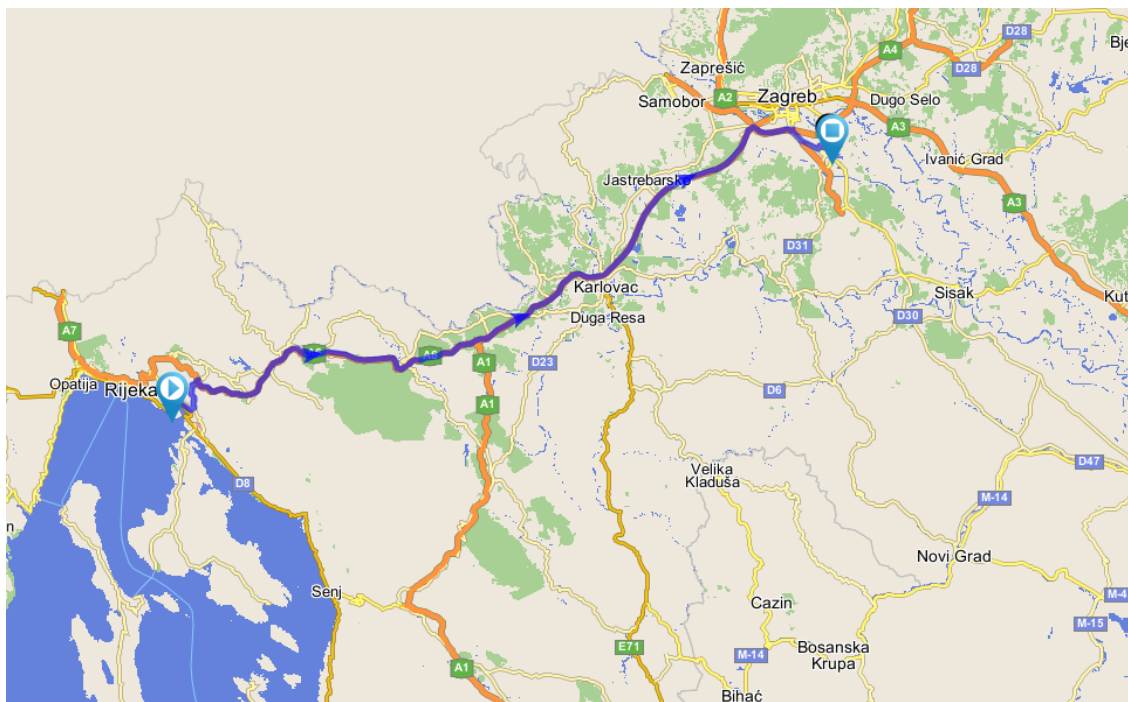 D28
Bje
A4
D28
Zaprešić
A2
Zagreb
Samobor
Dugo Selo
A3
Ivanić Grad
Jastrebarsko
A3
D31
Karlovac
Sisak
Kut
Duga Resa
D30
A7
A6
A6
A1
D23
Opatija
Rijeka
D6
A1
D47
Velika
Kladuša
D8
M-14
n
Novi Grad
Senj
Cazin
M-4
M-15
E71
M-14
Bosanska
Krupa
A1
Bihać